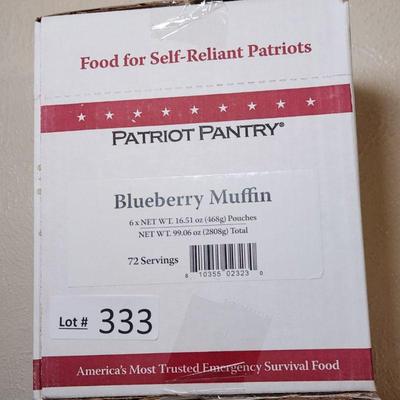 Food for Self-Reliant Patriots
PATRIOT PANTRY®
Blueberry Muffin
6 x NET WT. 16.51 oz (468g) Pouches
NET WT. 99.06 oz (2808g) Total
72 Servings
8 10355 02323 0
Lot # 333
America's Most Trusted Emergency Survival Food